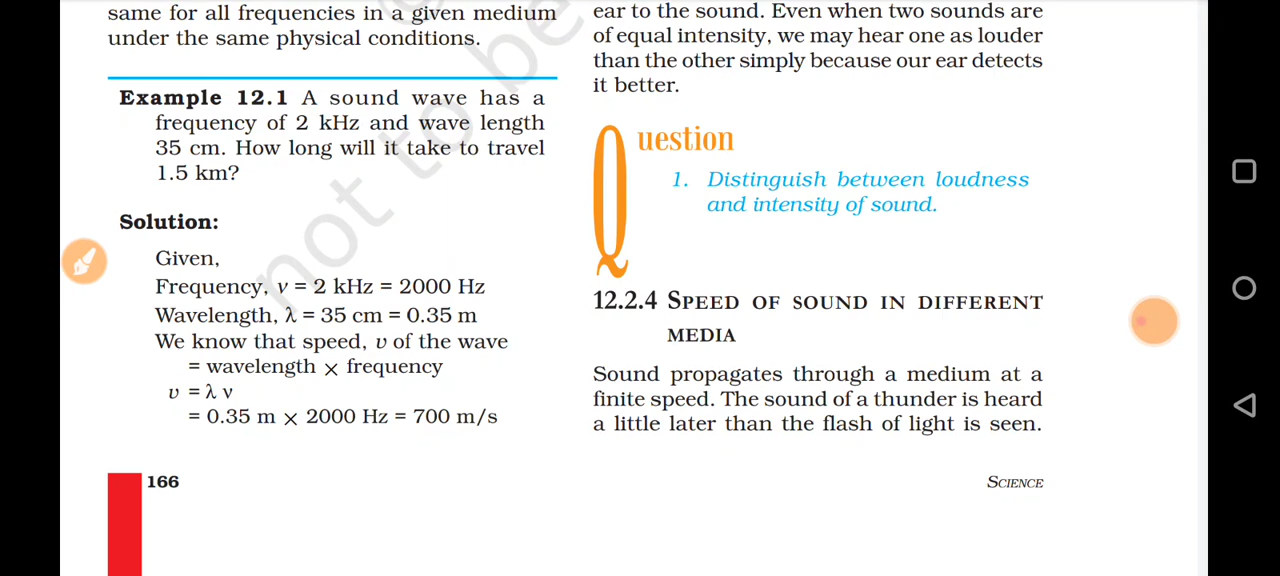 same for all frequencies in a given medium
under the same physical conditions.
Example 12.1 A sound wave has a
frequency of 2 kHz and wave length
35 cm. How long will it take to travel
1.5 km?
Solution:
Given,
Frequency, ν = 2 kHz = 2000 Hz
Wavelength, λ = 35 cm = 0.35 m
We know that speed, v of the wave
= wavelength × frequency
v = λ ν
= 0.35 m × 2000 Hz = 700 m/s
166
ear to the sound. Even when two sounds are
of equal intensity, we may hear one as louder
than the other simply because our ear detects
it better.
Question
1. Distinguish between loudness
and intensity of sound.
12.2.4 SPEED OF SOUND IN DIFFERENT
MEDIA
Sound propagates through a medium at a
finite speed. The sound of a thunder is heard
a little later than the flash of light is seen.
SCIENCE
not to be